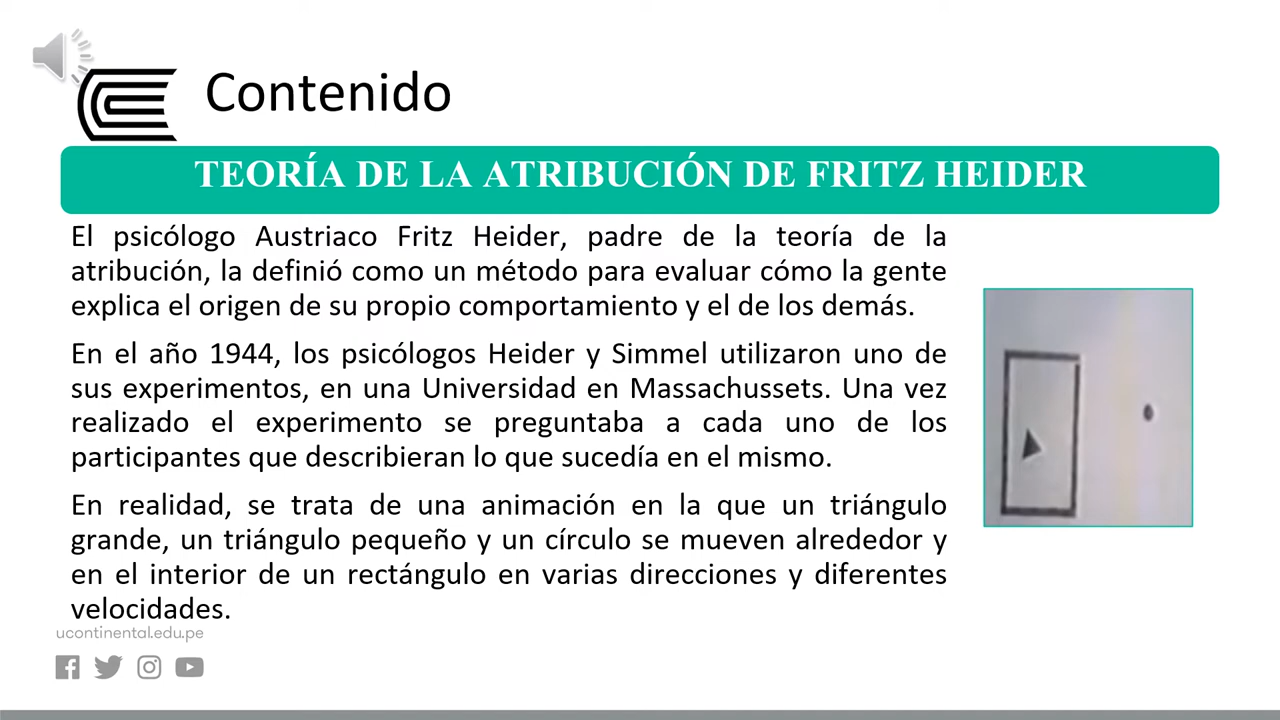 Contenido
TEORÍA DE LA ATRIBUCIÓN DE FRITZ HEIDER
El psicólogo Austriaco Fritz Heider, padre de la teoría de la
atribución, la definió como un método para evaluar cómo la gente
explica el origen de su propio comportamiento y el de los demás.
En el año 1944, los psicólogos Heider y Simmel utilizaron uno de
sus experimentos, en una Universidad en Massachussets. Una vez
realizado el experimento se preguntaba a cada uno de los
participantes que describieran lo que sucedía en el mismo.
En realidad, se trata de una animación en la que un triángulo
grande, un triángulo pequeño y un círculo se mueven alrededor y
en el interior de un rectángulo en varias direcciones y diferentes
velocidades.
ucontinental.edu.pe